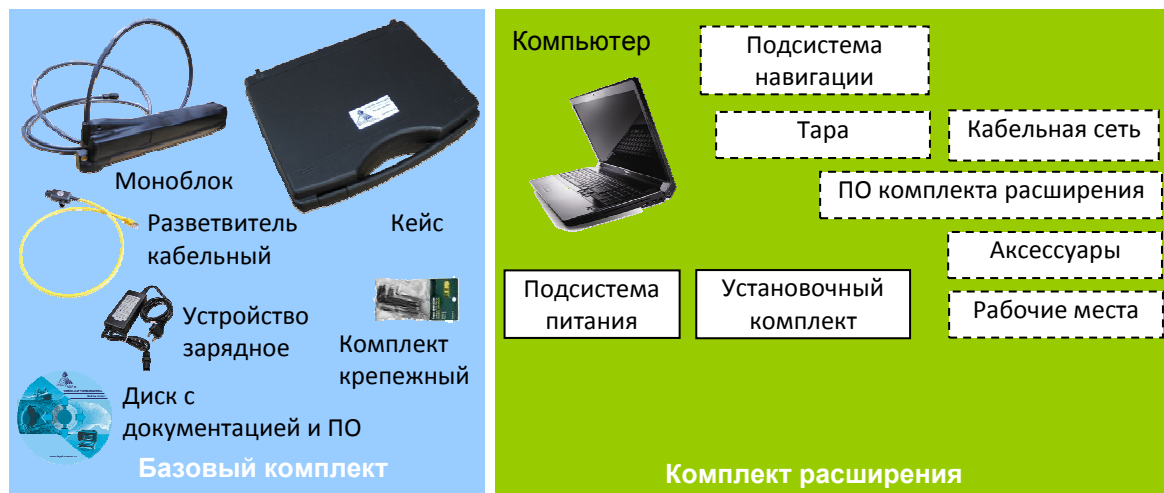 Моноблок
Кейс
Разветвитель
кабельный
Устройство
зарядное
Комплект
крепежный
Диск с
документацией и ПО
Базовый комплект
Компьютер
Подсистема
навигации
Тара
Кабельная сеть
ПО комплекта расширения
Аксессуары
Рабочие места
Подсистема
питания
Установочный
комплект
Комплект расширения